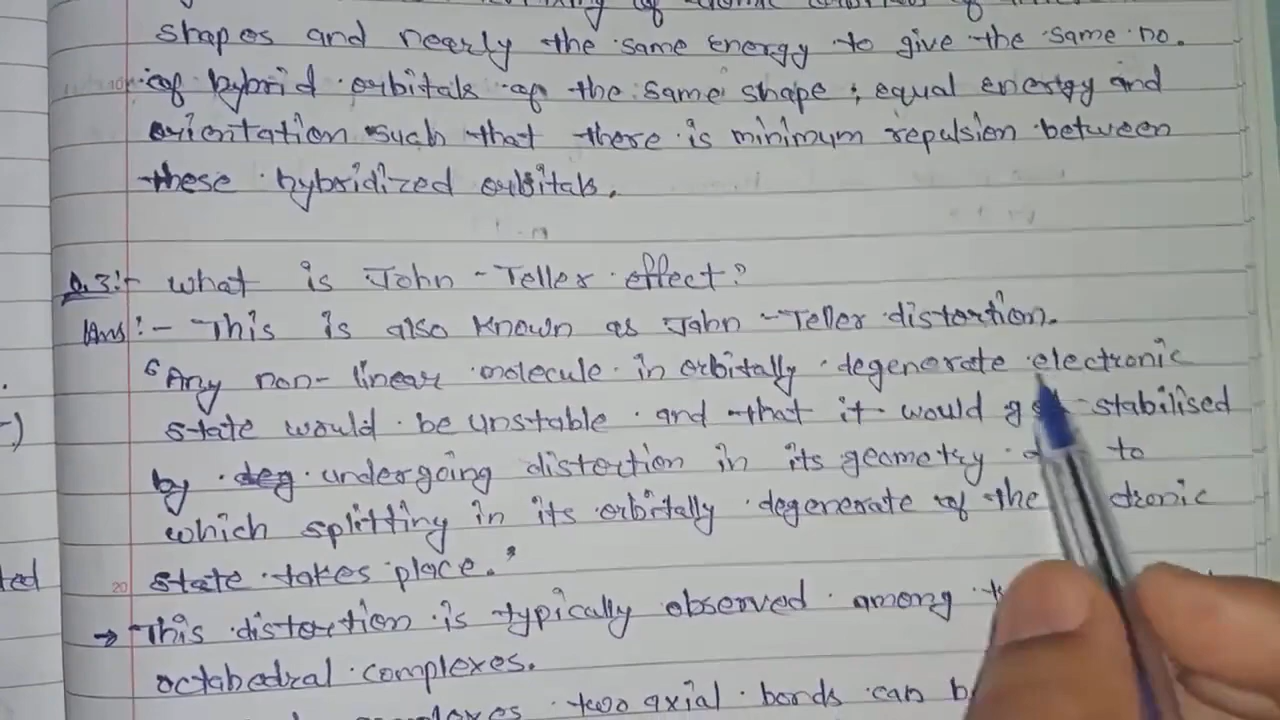 shapes and nearly the same energy to give the same no.
of hybrid orbitals of the same shape, equal energy and
orientation such that there is minimum repulsion between
these hybridized orbitals.
Q.3:- What is John-Teller effect?
Ans:- This is also known as Jahn-Teller distortion.
"Any non-linear molecule in orbitally degenerate electronic
state would be unstable and that it would stabilised
by deg undergoing distortion in its geometry to
which splitting in its orbitally degenerate of the
state takes place."
20
→ This distortion is typically observed among
octahedral complexes.
two axial bonds can